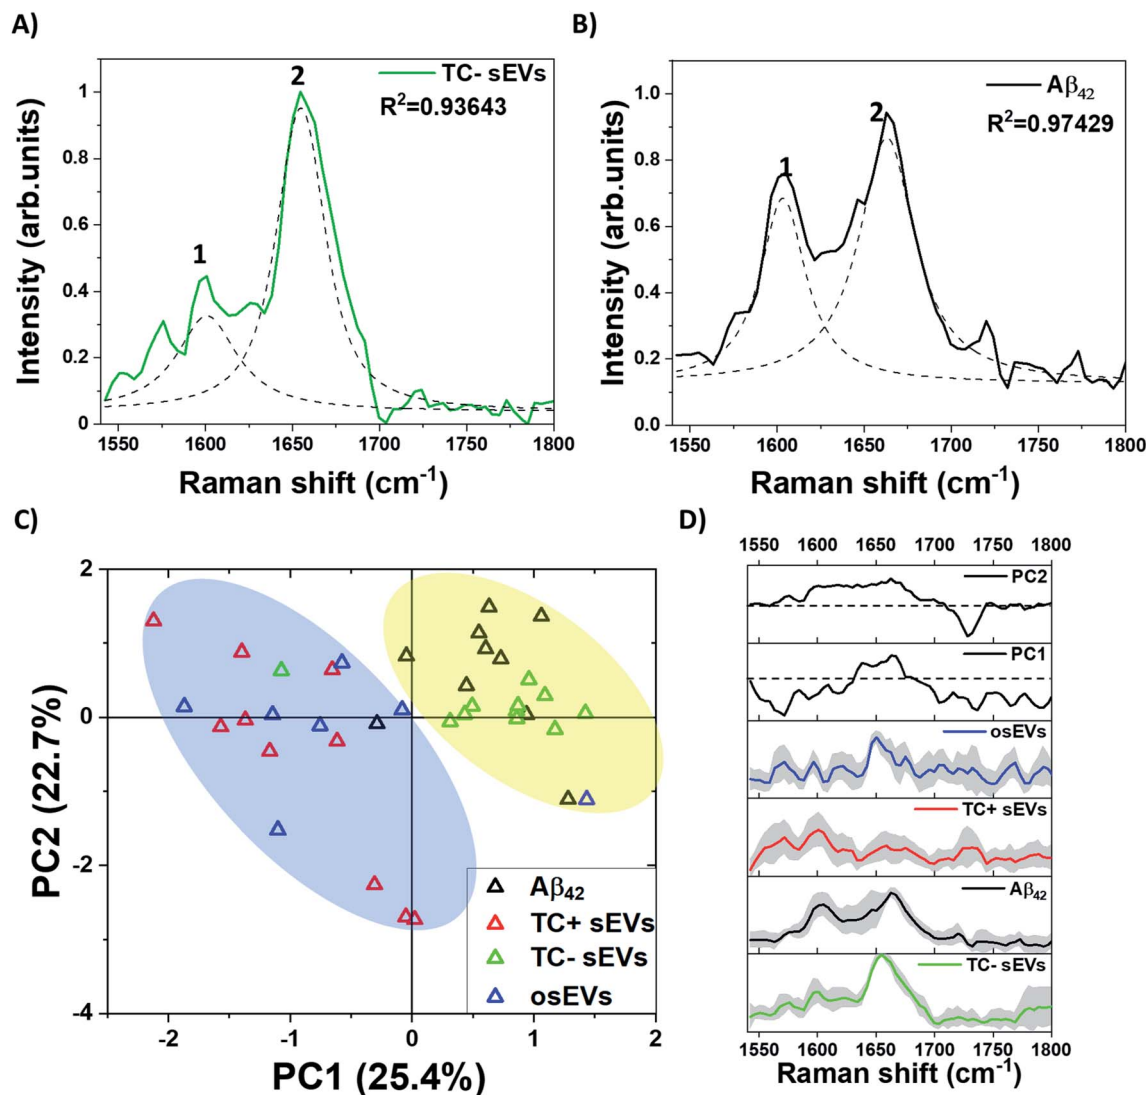 A)
TC- sEVs
R²=0.93643
1
2
Intensity (arb.units)
1
0.8
0.6
0.4
0.2
0
1550 1600 1650 1700 1750 1800
Raman shift (cm⁻¹)
B)
Aβ₄₂
R²=0.97429
1
2
Intensity (arb.units)
1.0
0.8
0.6
0.4
0.2
0.0
1550 1600 1650 1700 1750 1800
Raman shift (cm⁻¹)
C)
PC2 (22.7%)
2
0
-2
-4
Aβ₄₂
TC+ sEVs
TC- sEVs
osEVs
-2 -1 0 1 2
PC1 (25.4%)
D)
1550 1600 1650 1700 1750 1800
PC2
PC1
osEVs
TC+ sEVs
Aβ₄₂
TC- sEVs
1550 1600 1650 1700 1750 1800
Raman shift (cm⁻¹)